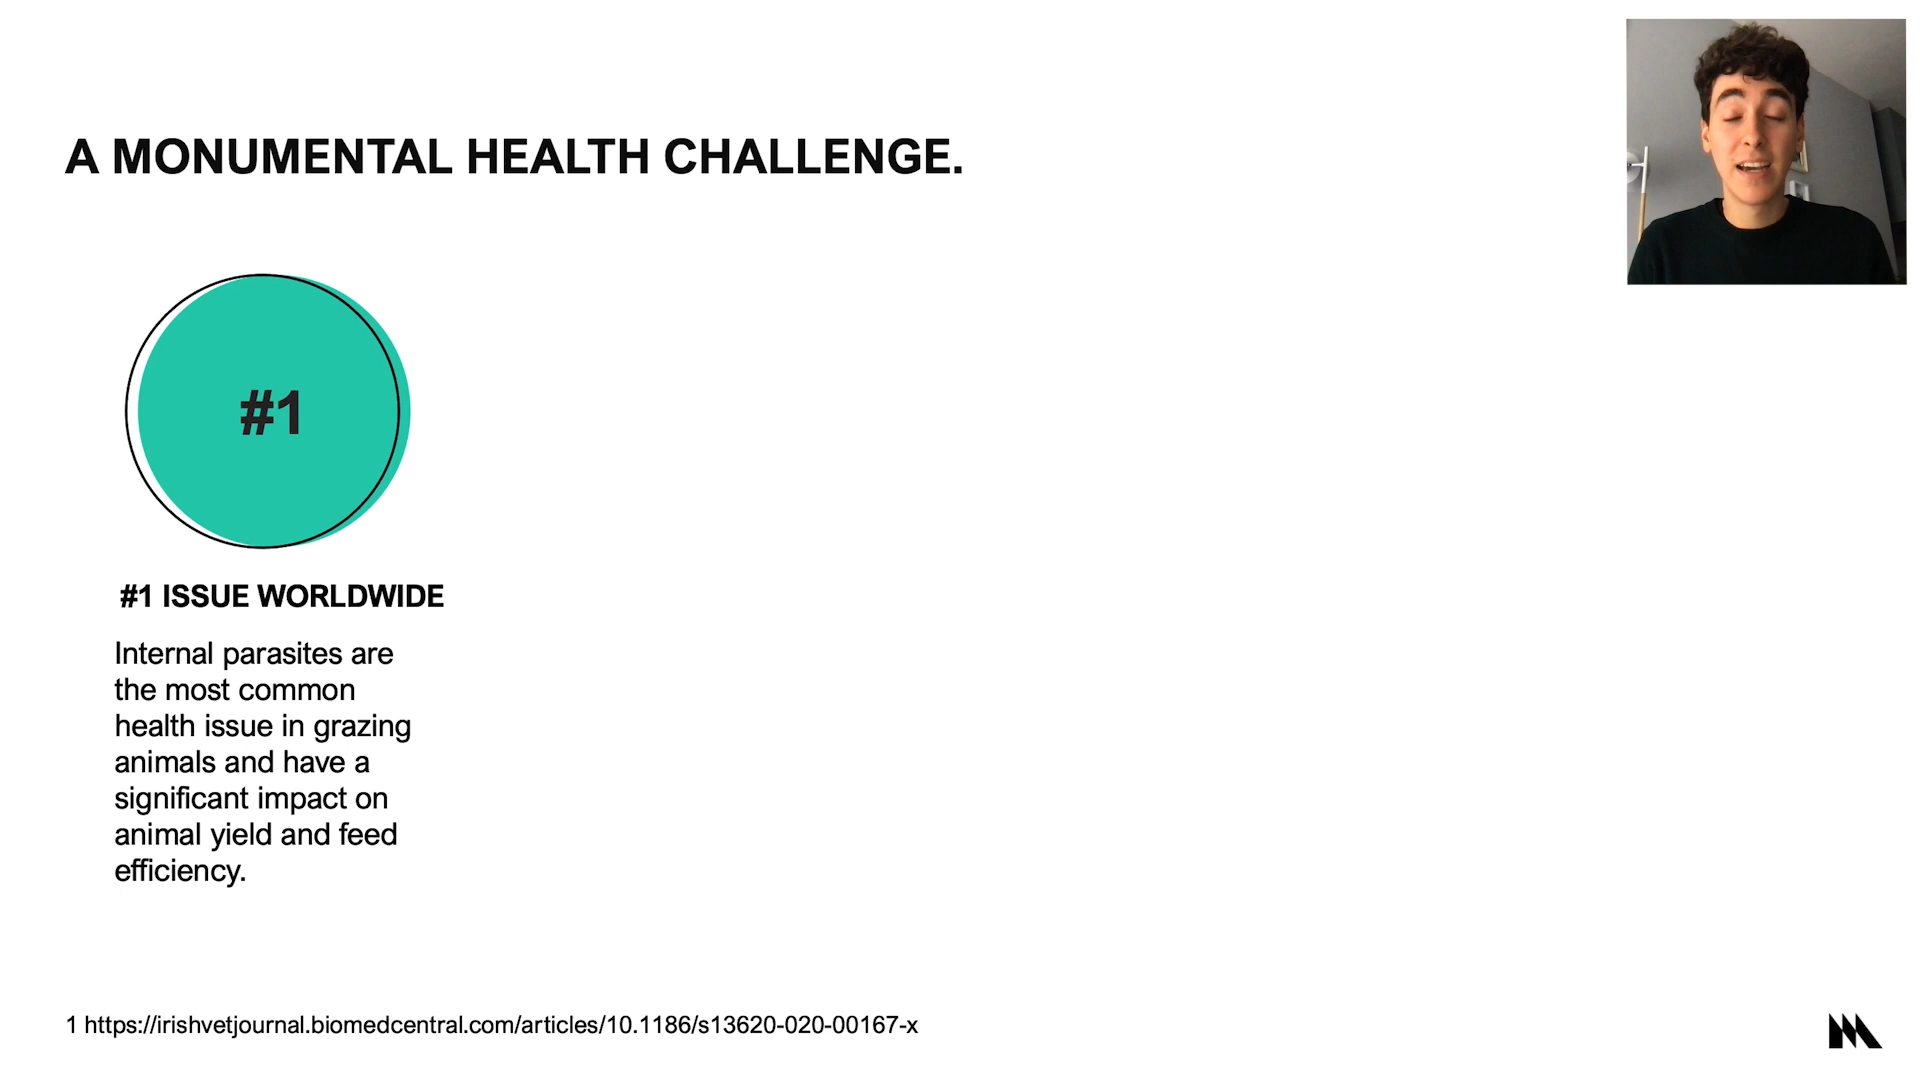 A MONUMENTAL HEALTH CHALLENGE.
#1
#1 ISSUE WORLDWIDE
Internal parasites are
the most common
health issue in grazing
animals and have a
significant impact on
animal yield and feed
efficiency.
1 https://irishvetjournal.biomedcentral.com/articles/10.1186/s13620-020-00167-x